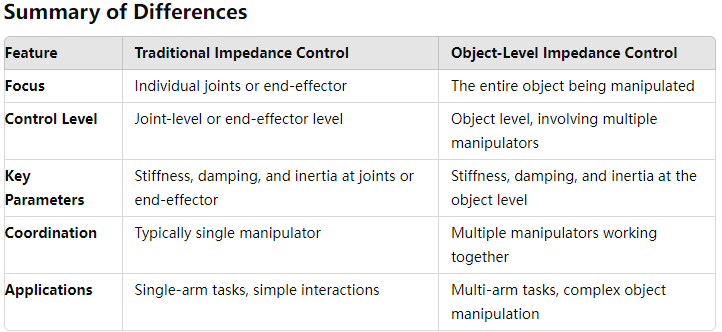 Summary of Differences
Feature Traditional Impedance Control Object-Level Impedance Control
Focus Individual joints or end-effector The entire object being manipulated
Control Level Joint-level or end-effector level Object level, involving multiple
manipulators
Key Stiffness, damping, and inertia at joints or Stiffness, damping, and inertia at the
Parameters end-effector object level
Coordination Typically single manipulator Multiple manipulators working
together
Applications Single-arm tasks, simple interactions Multi-arm tasks, complex object
manipulation